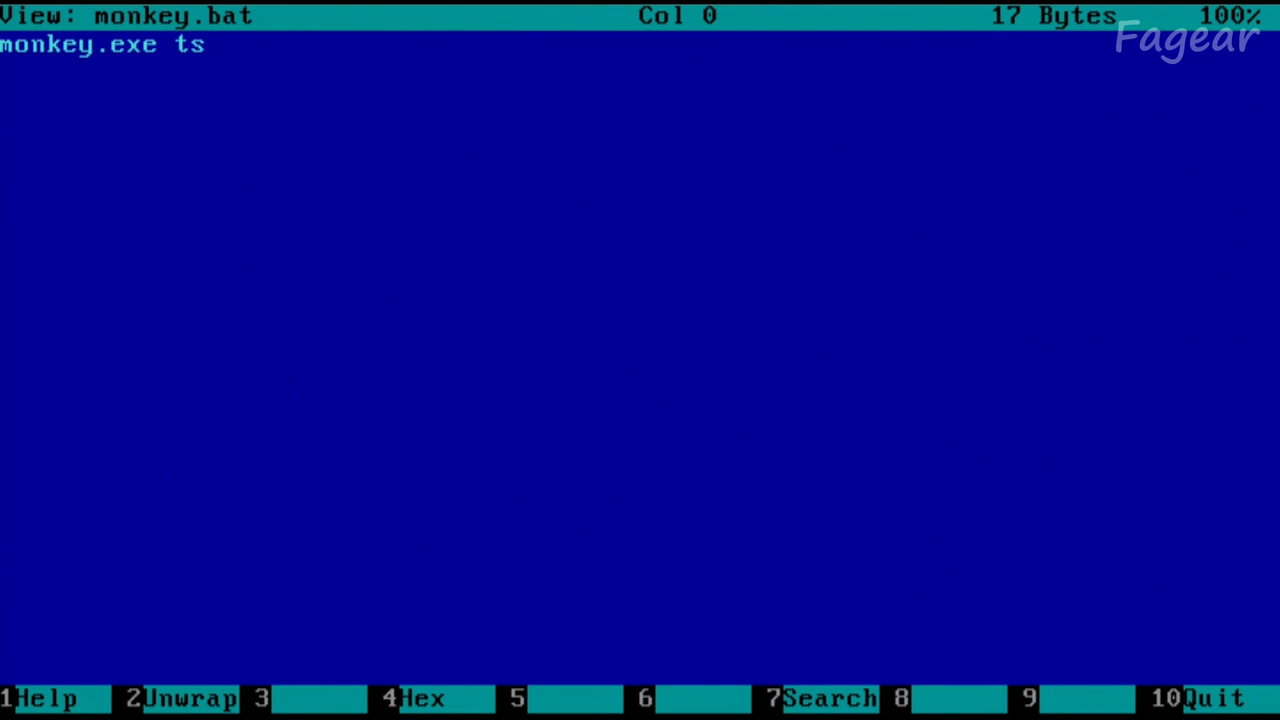 View: monkey.bat Col 0 17 Bytes 100%
Fagear
monkey.exe ts
1Help 2Unwrap 3 4Hex 5 6 7Search 8 9 10Quit